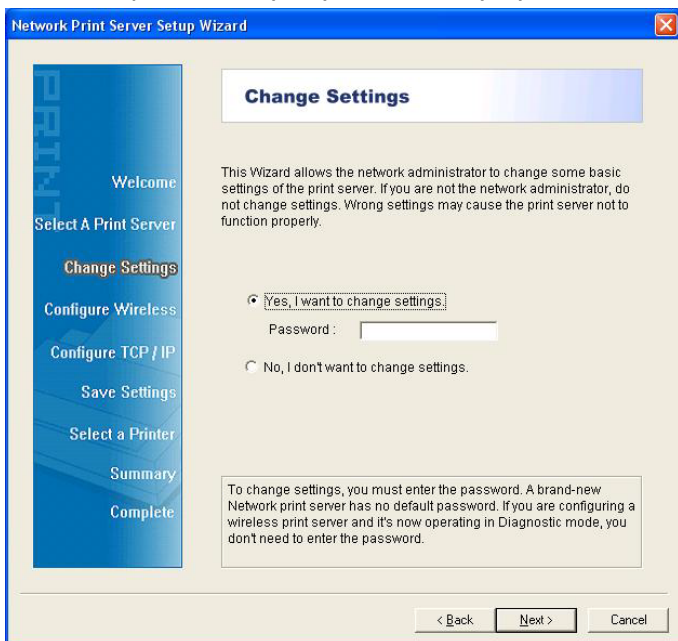 Network Print Server Setup Wizard
PRINT
Change Settings
Welcome
Select A Print Server
Change Settings
Configure Wireless
Configure TCP / IP
Save Settings
Select a Printer
Summary
Complete
This Wizard allows the network administrator to change some basic
settings of the print server. If you are not the network administrator, do
not change settings. Wrong settings may cause the print server not to
function properly.
Yes, I want to change settings.
Password :
No, I don't want to change settings.
To change settings, you must enter the password. A brand-new
Network print server has no default password. If you are configuring a
wireless print server and it's now operating in Diagnostic mode, you
don't need to enter the password.
< Back
Next >
Cancel